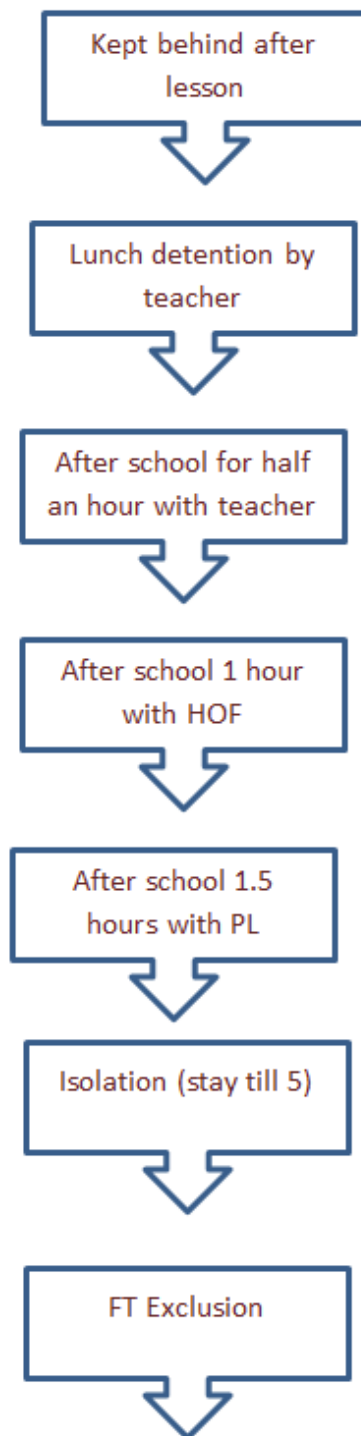 Kept behind after
lesson
Lunch detention by
teacher
After school for half
an hour with teacher
After school 1 hour
with HOF
After school 1.5
hours with PL
Isolation (stay till 5)
FT Exclusion